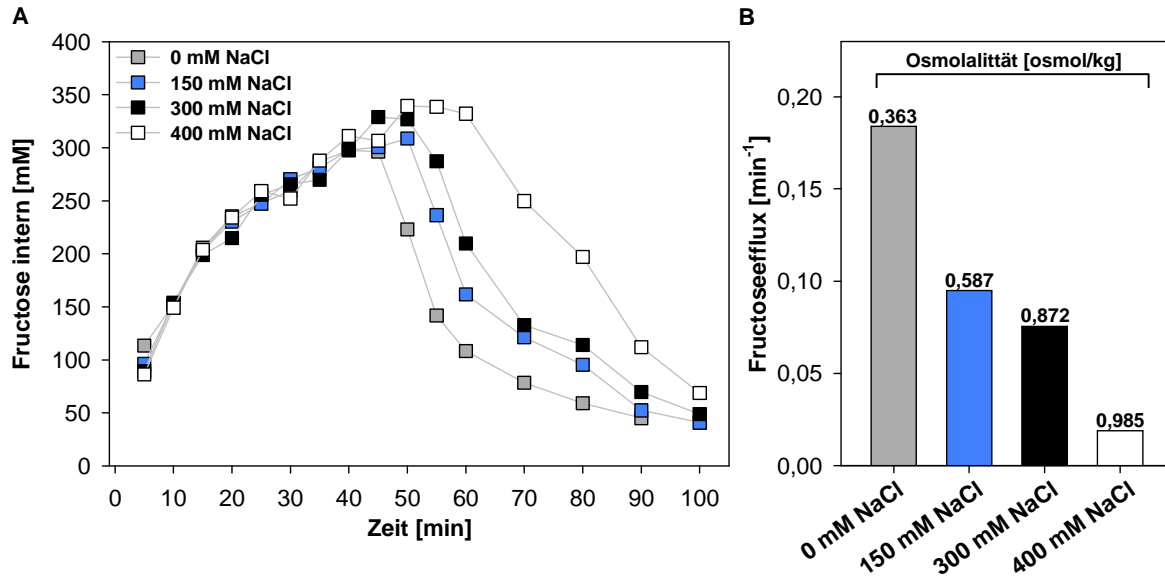 A
400
350
300
250
200
150
100
50
0
Fructose intern [mM]
0 mM NaCl
150 mM NaCl
300 mM NaCl
400 mM NaCl
0 10 20 30 40 50 60 70 80 90 100
Zeit [min]
B
Osmolalittät [osmol/kg]
0,20
0,15
0,10
0,05
0,00
Fructoseefflux [min⁻¹]
0,363
0,587
0,872
0,985
0 mM NaCl
150 mM NaCl
300 mM NaCl
400 mM NaCl